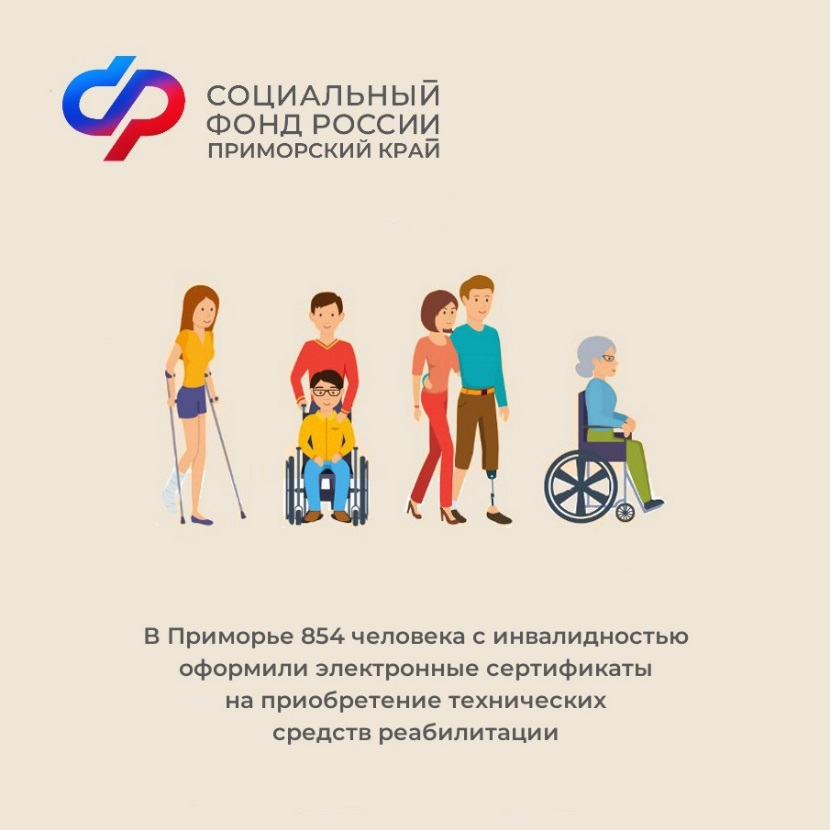 СОЦИАЛЬНЫЙ
ФОНД РОССИИ
ПРИМОРСКИЙ КРАЙ
В Приморье 854 человека с инвалидностью
оформили электронные сертификаты
на приобретение технических
средств реабилитации